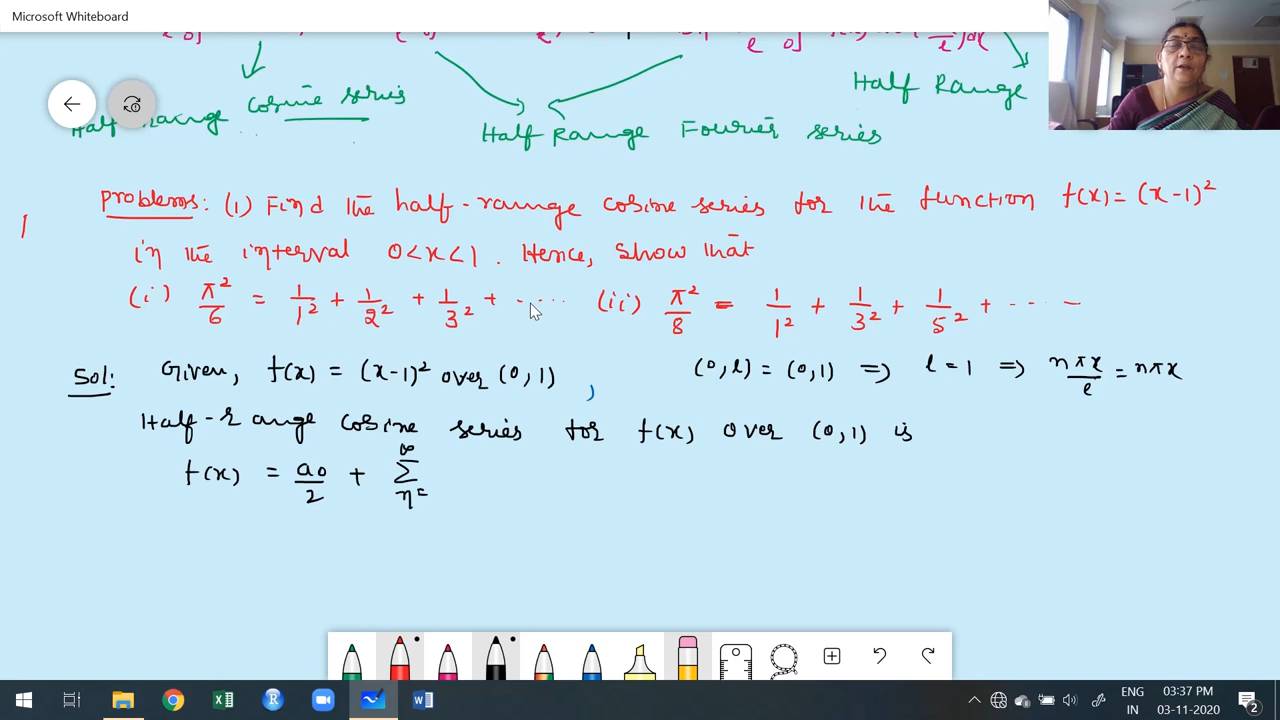 Microsoft Whiteboard
Half Range cosine series
Half Range
Half Range Fourier series
Problems: (1) Find the half-range cosine series for the function f(x) = (x-1)²
in the interval 0<x<1. Hence, show that
(i) π²/6 = 1/1² + 1/2² + 1/3² + ..... (ii) π²/8 = 1/1² + 1/3² + 1/5² + .....
Sol: Given, f(x) = (x-1)² over (0,1), (0,l) = (0,1) => l=1 => nπx/l = nπx
Half-range cosine series for f(x) over (0,1) is
f(x) = a₀/2 + ∞ Σ n=
ENG 03:37 PM
IN 03-11-2020
2